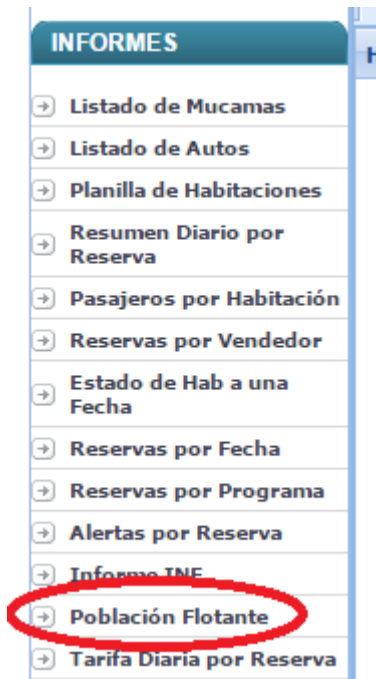 INFORMES
H
Listado de Mucamas
Listado de Autos
Planilla de Habitaciones
Resumen Diario por
Reserva
Pasajeros por Habitación
Reservas por Vendedor
Estado de Hab a una
Fecha
Reservas por Fecha
Reservas por Programa
Alertas por Reserva
Informe INE
Población Flotante
Tarifa Diaria por Reserva